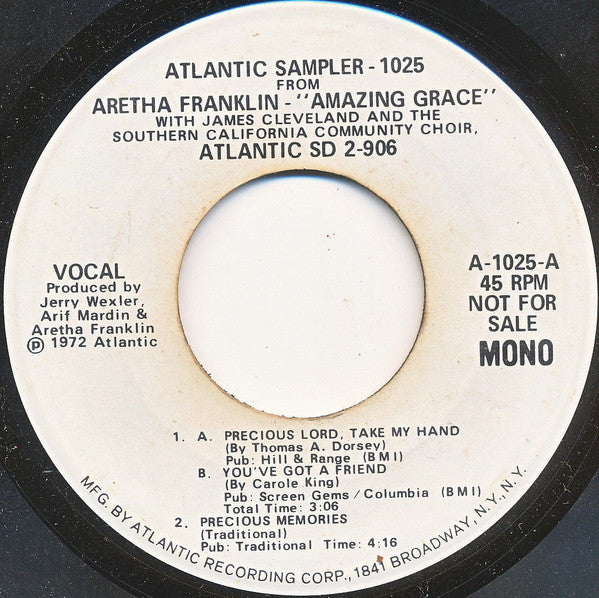 ATLANTIC SAMPLER - 1025
FROM
ARETHA FRANKLIN - "AMAZING GRACE"
WITH JAMES CLEVELAND AND THE
SOUTHERN CALIFORNIA COMMUNITY CHOIR,
ATLANTIC SD 2-906
VOCAL
Produced by
Jerry Wexler,
Arif Mardin &
Aretha Franklin
Ⓟ 1972 Atlantic
A-1025-A
45 RPM
NOT FOR
SALE
MONO
1. A. PRECIOUS LORD, TAKE MY HAND
(By Thomas A. Dorsey)
Pub: Hill & Range (BMI)
B. YOU'VE GOT A FRIEND
(By Carole King)
Pub: Screen Gems / Columbia (BMI)
Total Time: 3:06
2. PRECIOUS MEMORIES
(Traditional)
Pub: Traditional Time: 4:16
MFG. BY ATLANTIC RECORDING CORP., 1841 BROADWAY, N.Y., N.Y.